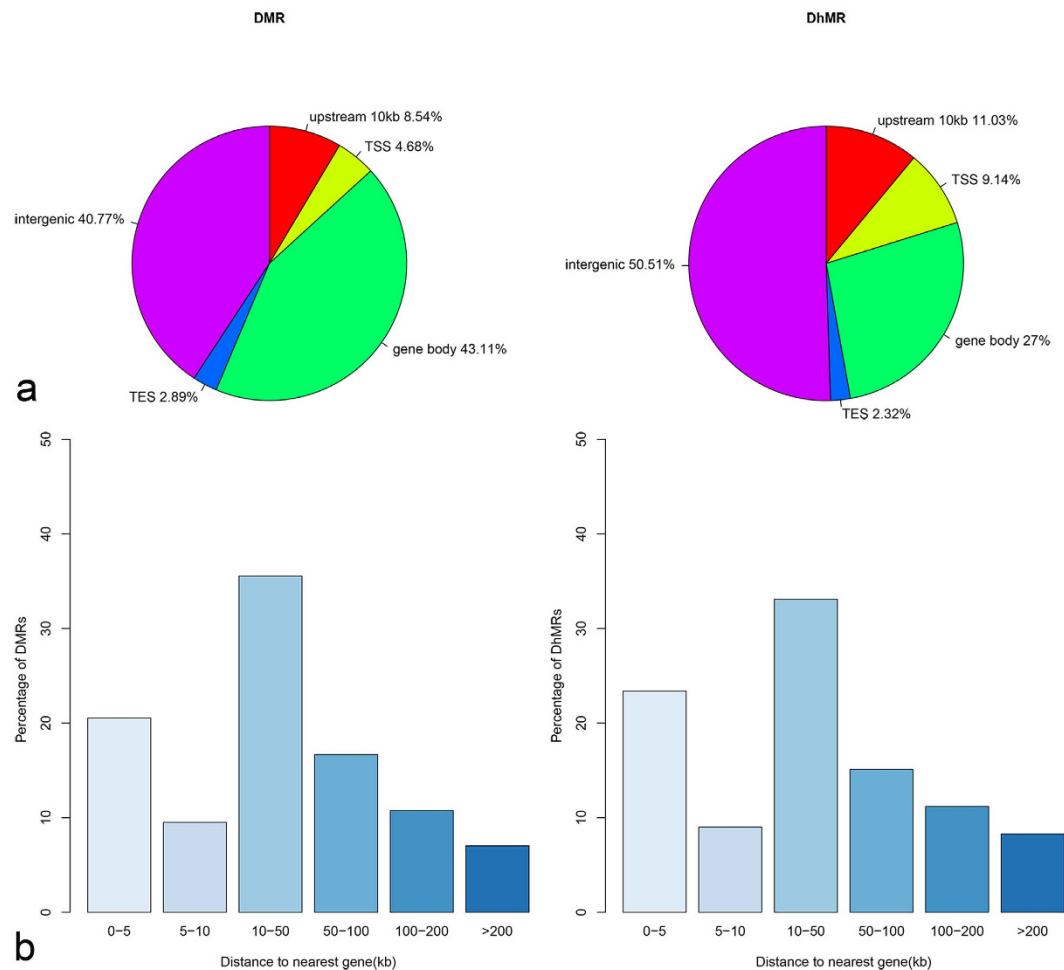 DMR
upstream 10kb 8.54%
TSS 4.68%
intergenic 40.77%
gene body 43.11%
TES 2.89%
DhMR
upstream 10kb 11.03%
TSS 9.14%
intergenic 50.51%
gene body 27%
TES 2.32%
a
Percentage of DMRs
50
40
30
20
10
0
0−5
5−10
10−50
50−100
100−200
>200
Distance to nearest gene(kb)
Percentage of DhMRs
50
40
30
20
10
0
0−5
5−10
10−50
50−100
100−200
>200
Distance to nearest gene(kb)
b